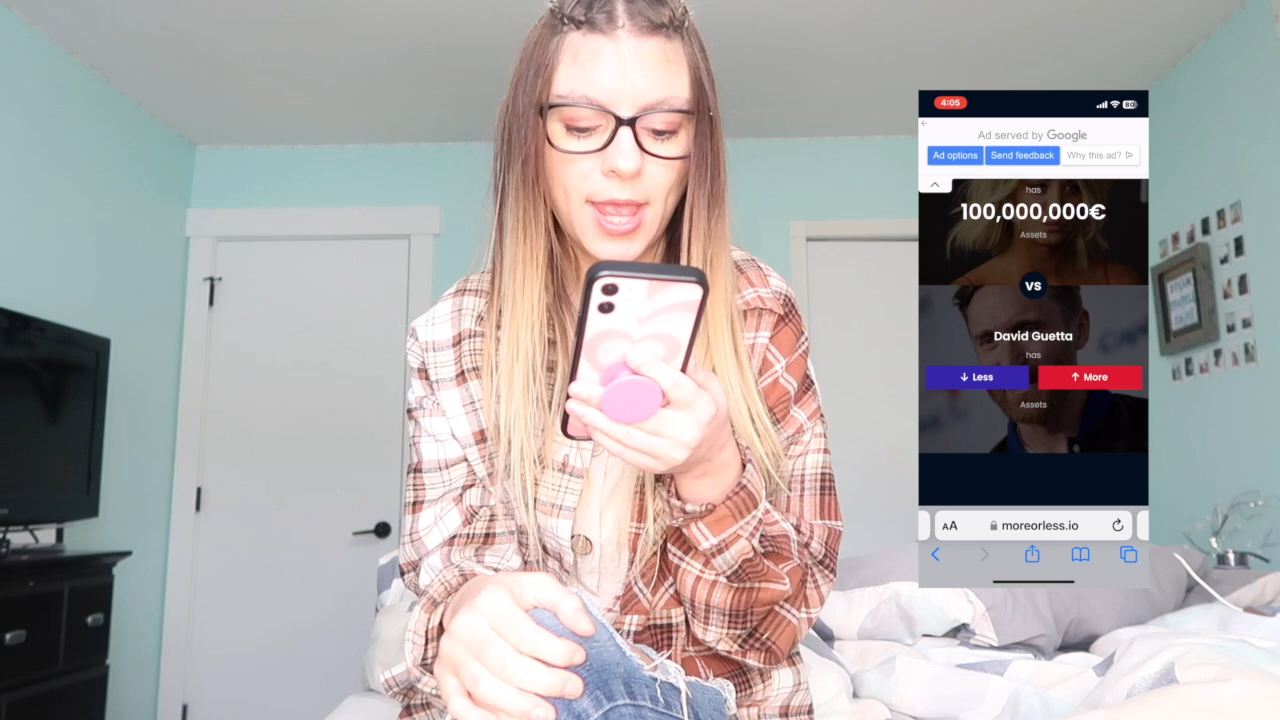 4:05
80
Ad served by Google
Ad options
Send feedback
Why this ad?
has
100,000,000€
Assets
VS
David Guetta
has
↓ Less
↑ More
Assets
AA
moreorless.io